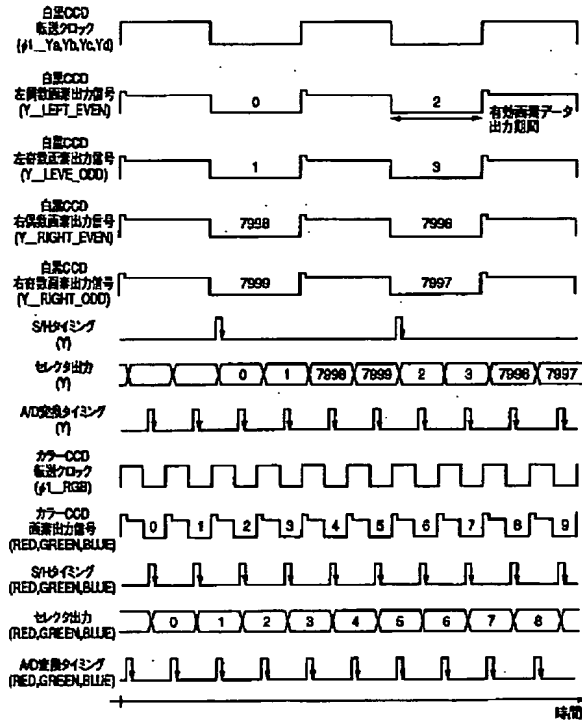 白黒CCD
転送クロック
(φ1__Ya,Yb,Yc,Yd)
白黒CCD
左偶数画素出力信号
(Y__LEFT_EVEN)
0
2
有効画素データ
出力期間
白黒CCD
左奇数画素出力信号
(Y__LEVE_ODD)
1
3
白黒CCD
右偶数画素出力信号
(Y__RIGHT_EVEN)
7998
7996
白黒CCD
右奇数画素出力信号
(Y__RIGHT_ODD)
7999
7997
S/Hタイミング
(Y)
セレクタ出力
(Y)
0 1 7998 7999 2 3 7996 7997
A/D変換タイミング
(Y)
カラーCCD
転送クロック
(φ1__RGB)
カラーCCD
画素出力信号
(RED,GREEN,BLUE)
0 1 2 3 4 5 6 7 8 9
S/Hタイミング
(RED,GREEN,BLUE)
セレクタ出力
(RED,GREEN,BLUE)
0 1 2 3 4 5 6 7 8
A/D変換タイミング
(RED,GREEN,BLUE)
時間